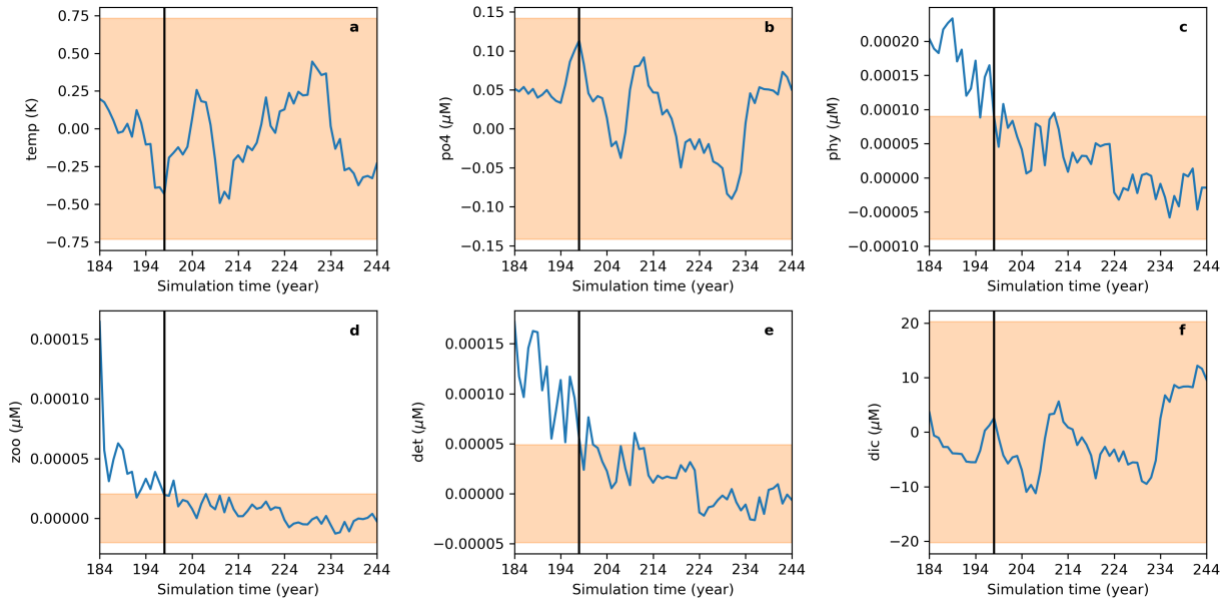 0.75
0.50
0.25
0.00
−0.25
−0.50
−0.75
temp (K)
a
184 194 204 214 224 234 244
Simulation time (year)
0.15
0.10
0.05
0.00
−0.05
−0.10
−0.15
po4 (μM)
b
184 194 204 214 224 234 244
Simulation time (year)
0.00020
0.00015
0.00010
0.00005
0.00000
−0.00005
−0.00010
phy (μM)
c
184 194 204 214 224 234 244
Simulation time (year)
0.00015
0.00010
0.00005
0.00000
zoo (μM)
d
184 194 204 214 224 234 244
Simulation time (year)
0.00015
0.00010
0.00005
0.00000
−0.00005
det (μM)
e
184 194 204 214 224 234 244
Simulation time (year)
20
10
0
−10
−20
dic (μM)
f
184 194 204 214 224 234 244
Simulation time (year)